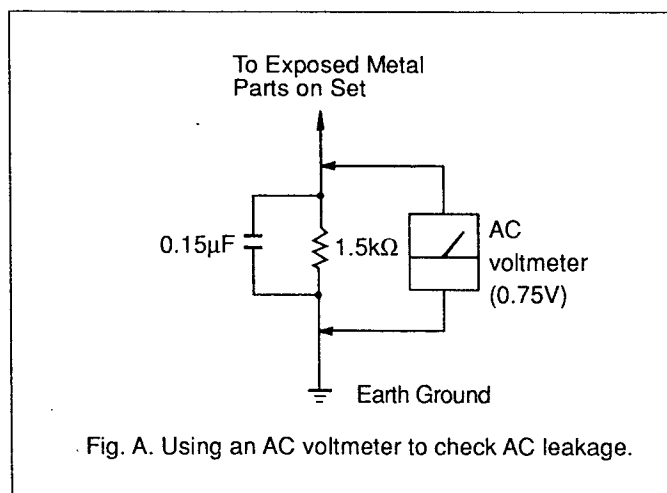 To Exposed Metal
Parts on Set
0.15μF
1.5kΩ
AC
voltmeter
(0.75V)
Earth Ground
Fig. A. Using an AC voltmeter to check AC leakage.